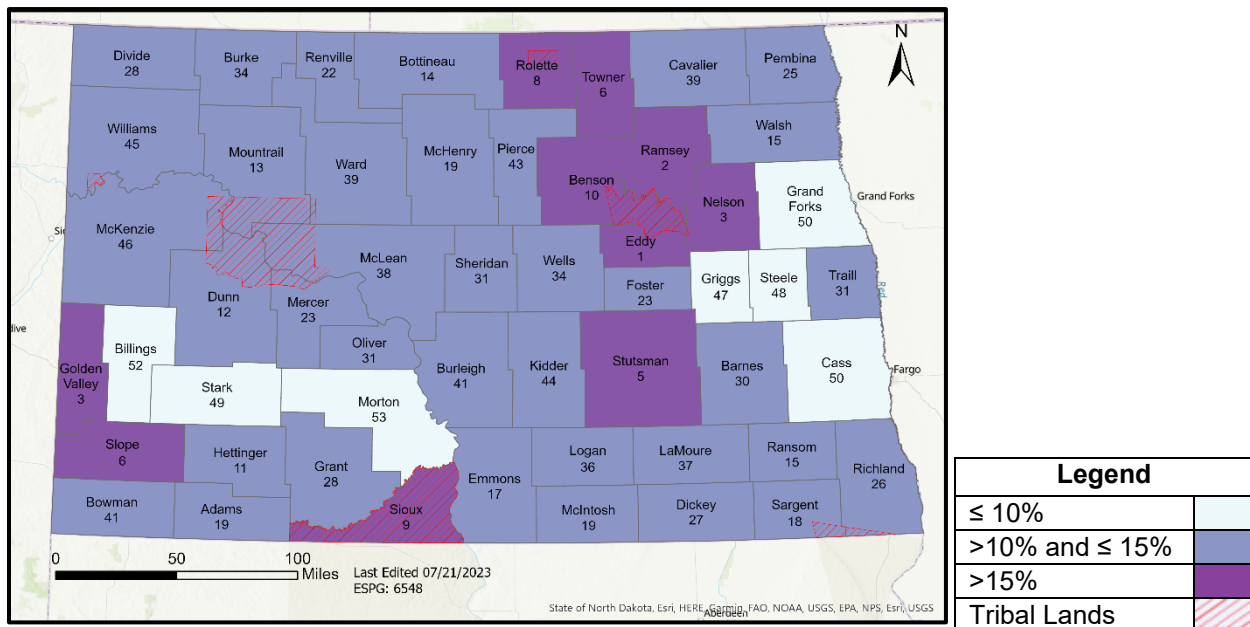 Divide
28
Burke
34
Renville
22
Bottineau
14
Rolette
8
Towner
6
Cavalier
39
Pembina
25
N
Williams
45
Mountrail
13
Ward
39
McHenry
19
Pierce
43
Benson
10
Ramsey
2
Walsh
15
Nelson
3
Grand
Forks
50
Grand Forks
McKenzie
46
Dunn
12
McLean
38
Mercer
23
Oliver
31
Sheridan
31
Wells
34
Eddy
1
Foster
23
Griggs
47
Steele
48
Traill
31
Red
Golden
Valley
3
Billings
52
Stark
49
Morton
53
Burleigh
41
Kidder
44
Stutsman
5
Barnes
30
Cass
50
Fargo
Slope
6
Hettinger
11
Grant
28
Sioux
9
Emmons
17
Logan
36
LaMoure
37
Ransom
15
Richland
26
Bowman
41
Adams
19
McIntosh
19
Dickey
27
Sargent
18
0 50 100
Miles
Last Edited 07/21/2023
ESPG: 6548
State of North Dakota, Esri, HERE, Garmin, FAO, NOAA, USGS, EPA, NPS, Esri, USGS
Aberdeen
Legend
≤ 10%
>10% and ≤ 15%
>15%
Tribal Lands